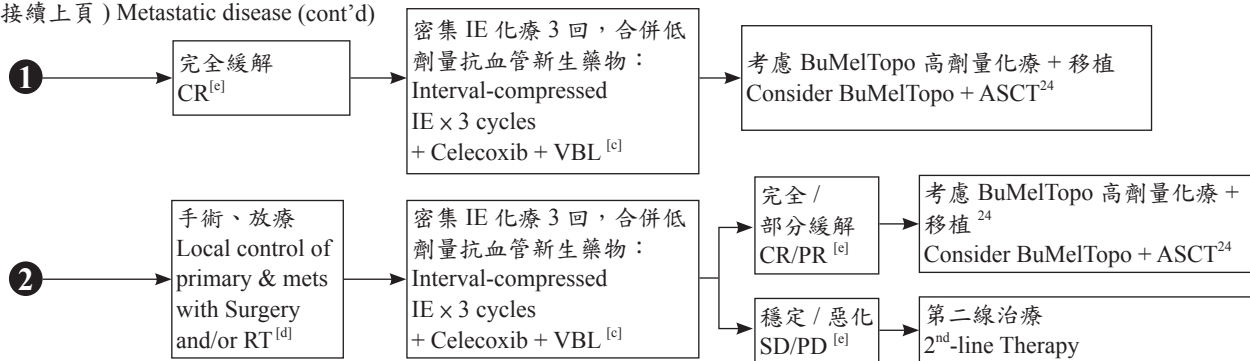 接續上頁 ) Metastatic disease (cont’d)
1
完全緩解
CR[e]
密集 IE 化療 3 回，合併低
劑量抗血管新生藥物：
Interval-compressed
IE × 3 cycles
+ Celecoxib + VBL [c]
考慮 BuMelTopo 高劑量化療 + 移植
Consider BuMelTopo + ASCT24
2
手術、放療
Local control of
primary & mets
with Surgery
and/or RT [d]
密集 IE 化療 3 回，合併低
劑量抗血管新生藥物：
Interval-compressed
IE × 3 cycles
+ Celecoxib + VBL [c]
完全 /
部分緩解
CR/PR [e]
考慮 BuMelTopo 高劑量化療 +
移植 24
Consider BuMelTopo + ASCT24
穩定 / 惡化
SD/PD [e]
第二線治療
2nd-line Therapy